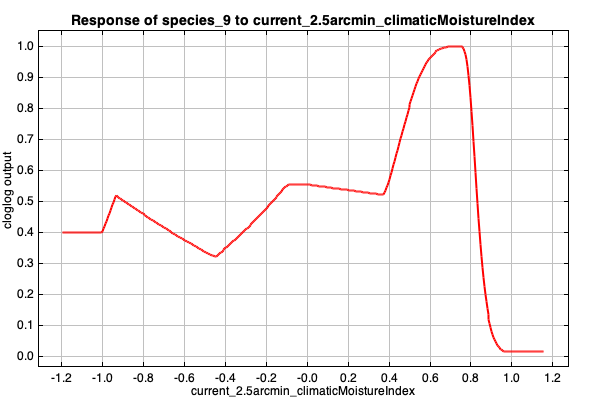 Response of species_9 to current_2.5arcmin_climaticMoistureIndex
cloglog output
1.0
0.9
0.8
0.7
0.6
0.5
0.4
0.3
0.2
0.1
0.0
-1.2 -1.0 -0.8 -0.6 -0.4 -0.2 -0.0 0.2 0.4 0.6 0.8 1.0 1.2
current_2.5arcmin_climaticMoistureIndex